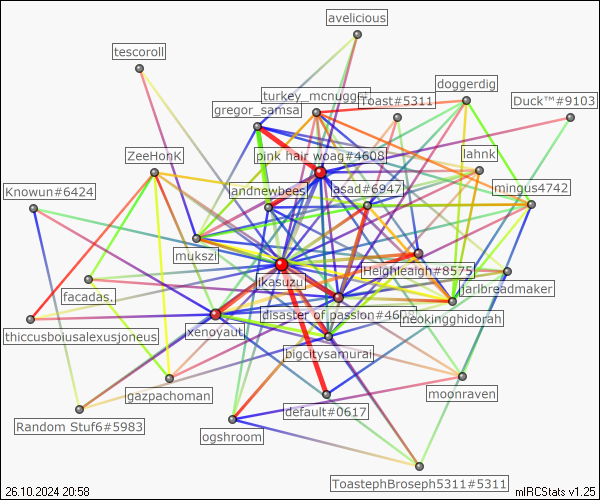 avelicious
tescoroll
doggerdig
turkey_mcnugget
Toast#5311
Duck™#9103
gregor_samsa
ZeeHonK
pink hair woag#4608
lahnk
Knowun#6424
andnewbees
asad#6947
mingus4742
mukszi
Heighleaigh#8575
ikasuzu
jarlbreadmaker
facadas.
disaster of passion#4608
neokingghidorah
thiccusboiusalexusjoneus
xenoyaut
bigcitysamurai
gazpachoman
moonraven
default#0617
Random Stuf6#5983
ogshroom
ToastephBroseph5311#5311
26.10.2024 20:58
mIRCStats v1.25